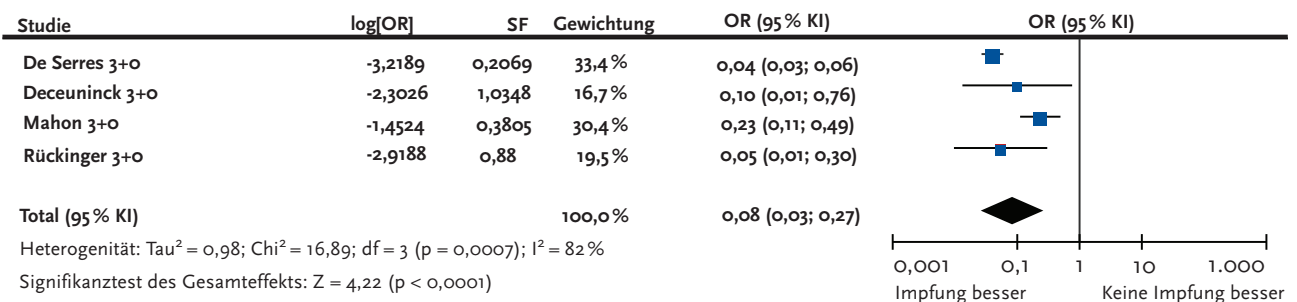 Studie log[OR] SF Gewichtung OR (95 % KI) OR (95 % KI)
De Serres 3+0 -3,2189 0,2069 33,4 % 0,04 (0,03; 0,06)
Deceuninck 3+0 -2,3026 1,0348 16,7 % 0,10 (0,01; 0,76)
Mahon 3+0 -1,4524 0,3805 30,4 % 0,23 (0,11; 0,49)
Rückinger 3+0 -2,9188 0,88 19,5 % 0,05 (0,01; 0,30)
Total (95 % KI) 100,0 % 0,08 (0,03; 0,27)
Heterogenität: Tau² = 0,98; Chi² = 16,89; df = 3 (p = 0,0007); I² = 82 %
Signifikanztest des Gesamteffekts: Z = 4,22 (p < 0,0001)
0,001 0,1 1 10 1.000
Impfung besser Keine Impfung besser